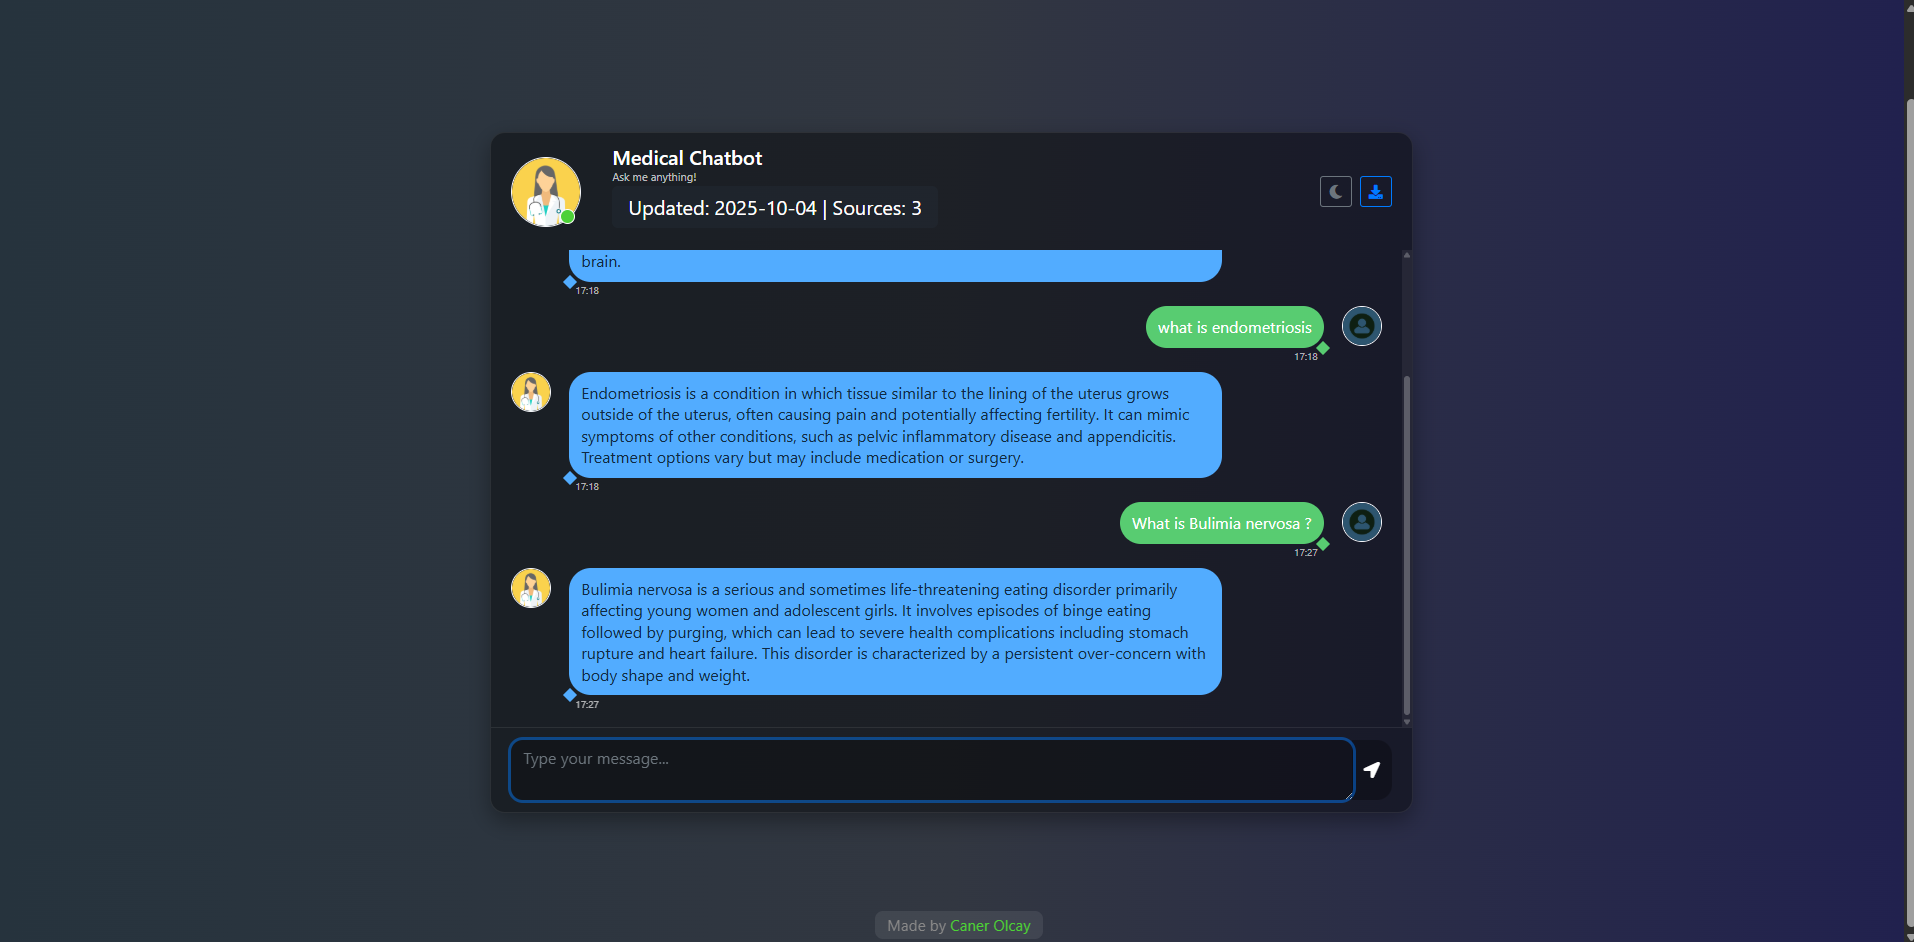 Medical Chatbot
Ask me anything!
Updated: 2025-10-04 | Sources: 3
brain.
17:18
what is endometriosis
17:18
Endometriosis is a condition in which tissue similar to the lining of the uterus grows
outside of the uterus, often causing pain and potentially affecting fertility. It can mimic
symptoms of other conditions, such as pelvic inflammatory disease and appendicitis.
Treatment options vary but may include medication or surgery.
17:18
What is Bulimia nervosa ?
17:27
Bulimia nervosa is a serious and sometimes life-threatening eating disorder primarily
affecting young women and adolescent girls. It involves episodes of binge eating
followed by purging, which can lead to severe health complications including stomach
rupture and heart failure. This disorder is characterized by a persistent over-concern with
body shape and weight.
17:27
Type your message...
Made by Caner Olcay